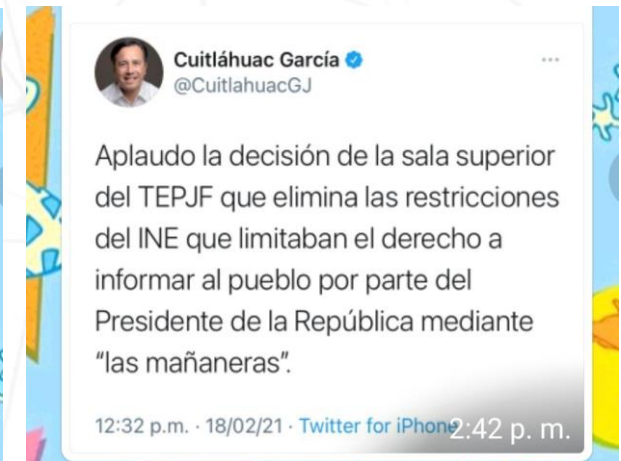 Cuitláhuac García
@CuitlahuacGJ
Aplaudo la decisión de la sala superior
del TEPJF que elimina las restricciones
del INE que limitaban el derecho a
informar al pueblo por parte del
Presidente de la República mediante
“las mañaneras”.
12:32 p.m. · 18/02/21 · Twitter for iPhone
2:42 p. m.